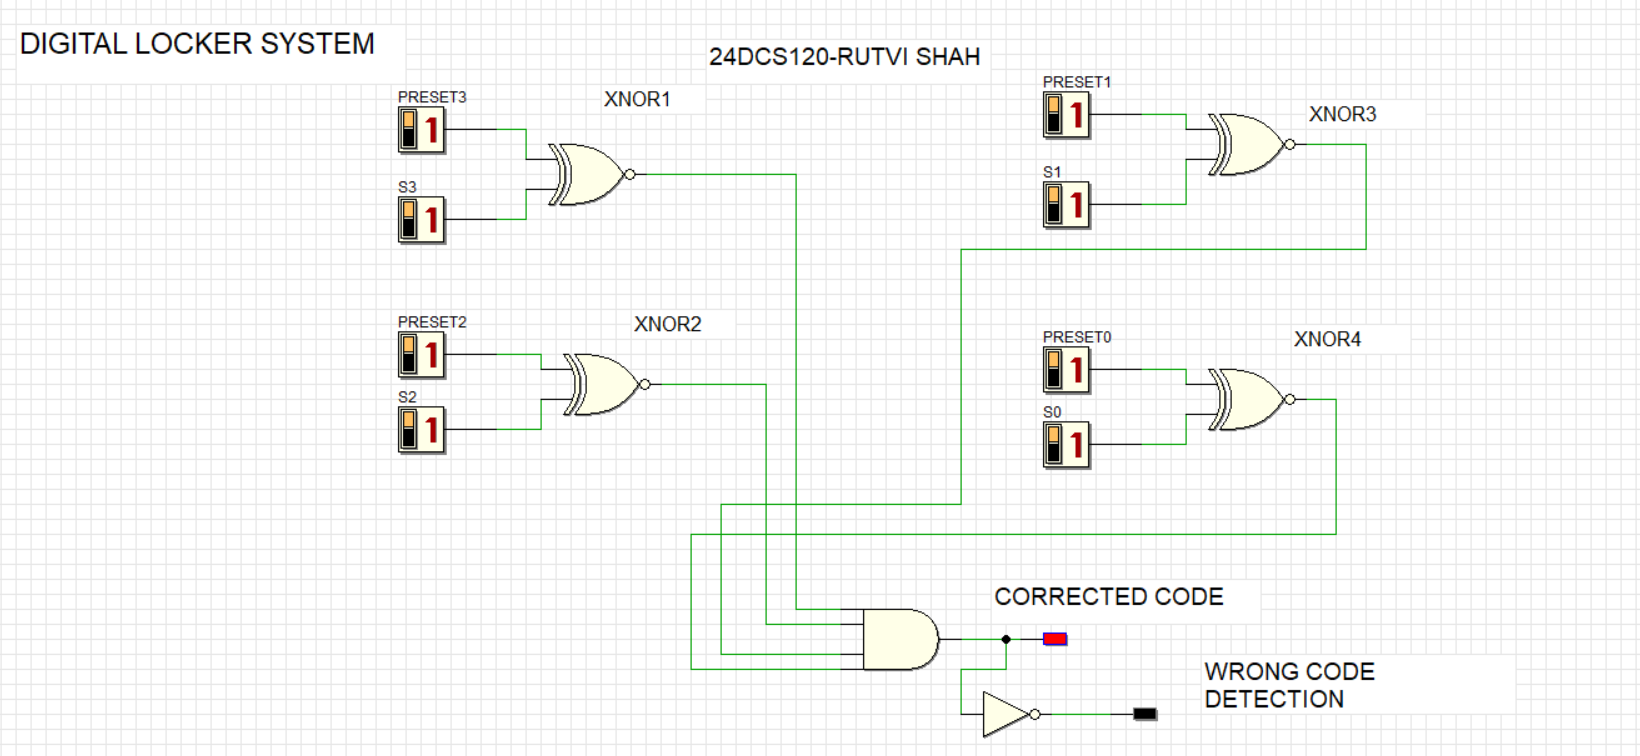 DIGITAL LOCKER SYSTEM
24DCS120-RUTVI SHAH
PRESET3
1
XNOR1
S3
1
PRESET1
1
XNOR3
S1
1
PRESET2
1
XNOR2
S2
1
PRESET0
1
XNOR4
S0
1
CORRECTED CODE
WRONG CODE
DETECTION